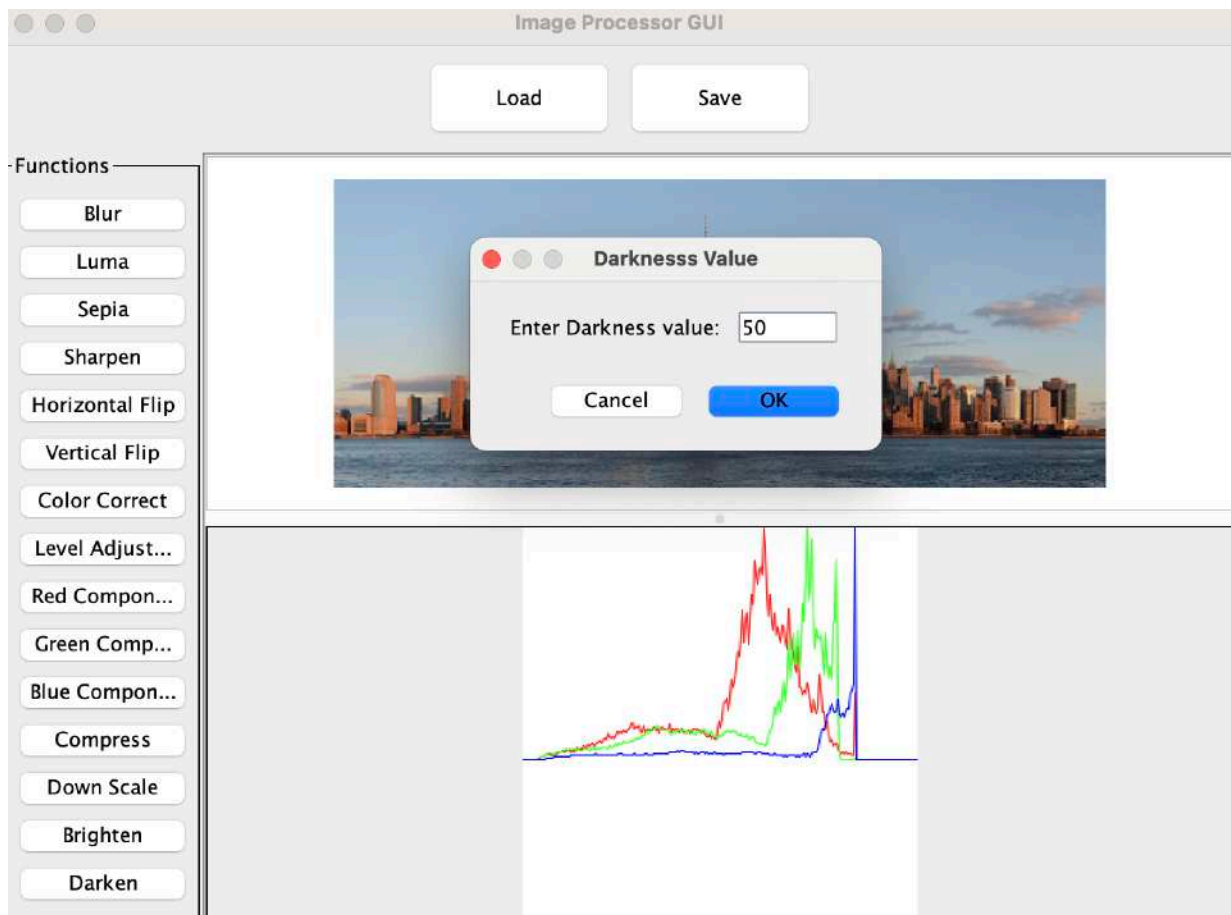 Image Processor GUI
Load
Save
Functions
Blur
Luma
Sepia
Sharpen
Horizontal Flip
Vertical Flip
Color Correct
Level Adjust...
Red Compon...
Green Comp...
Blue Compon...
Compress
Down Scale
Brighten
Darken
Darknesss Value
Enter Darkness value: 50
Cancel
OK